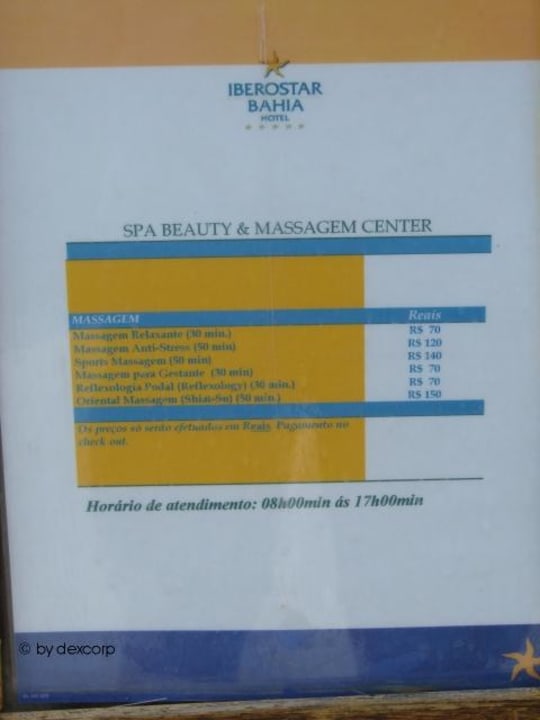 IBEROSTAR
BAHIA
HOTEL
SPA BEAUTY & MASSAGEM CENTER
MASSAGEM Reais
Massagem Relaxante (30 min.) R$ 70
Massagem Anti-Stress (50 min) R$ 120
Sports Massagem (50 min) R$ 140
Massagem para Gestante (30 min) R$ 70
Reflexologia Podal (Reflexology) (30 min.) R$ 70
Oriental Massagem (Shiat-Su) (50 min.) R$ 150
Os preços só serão efetuados em Reais. Pagamento no
check out.
Horário de atendimento: 08h00min ás 17h00min
© by dexcorp